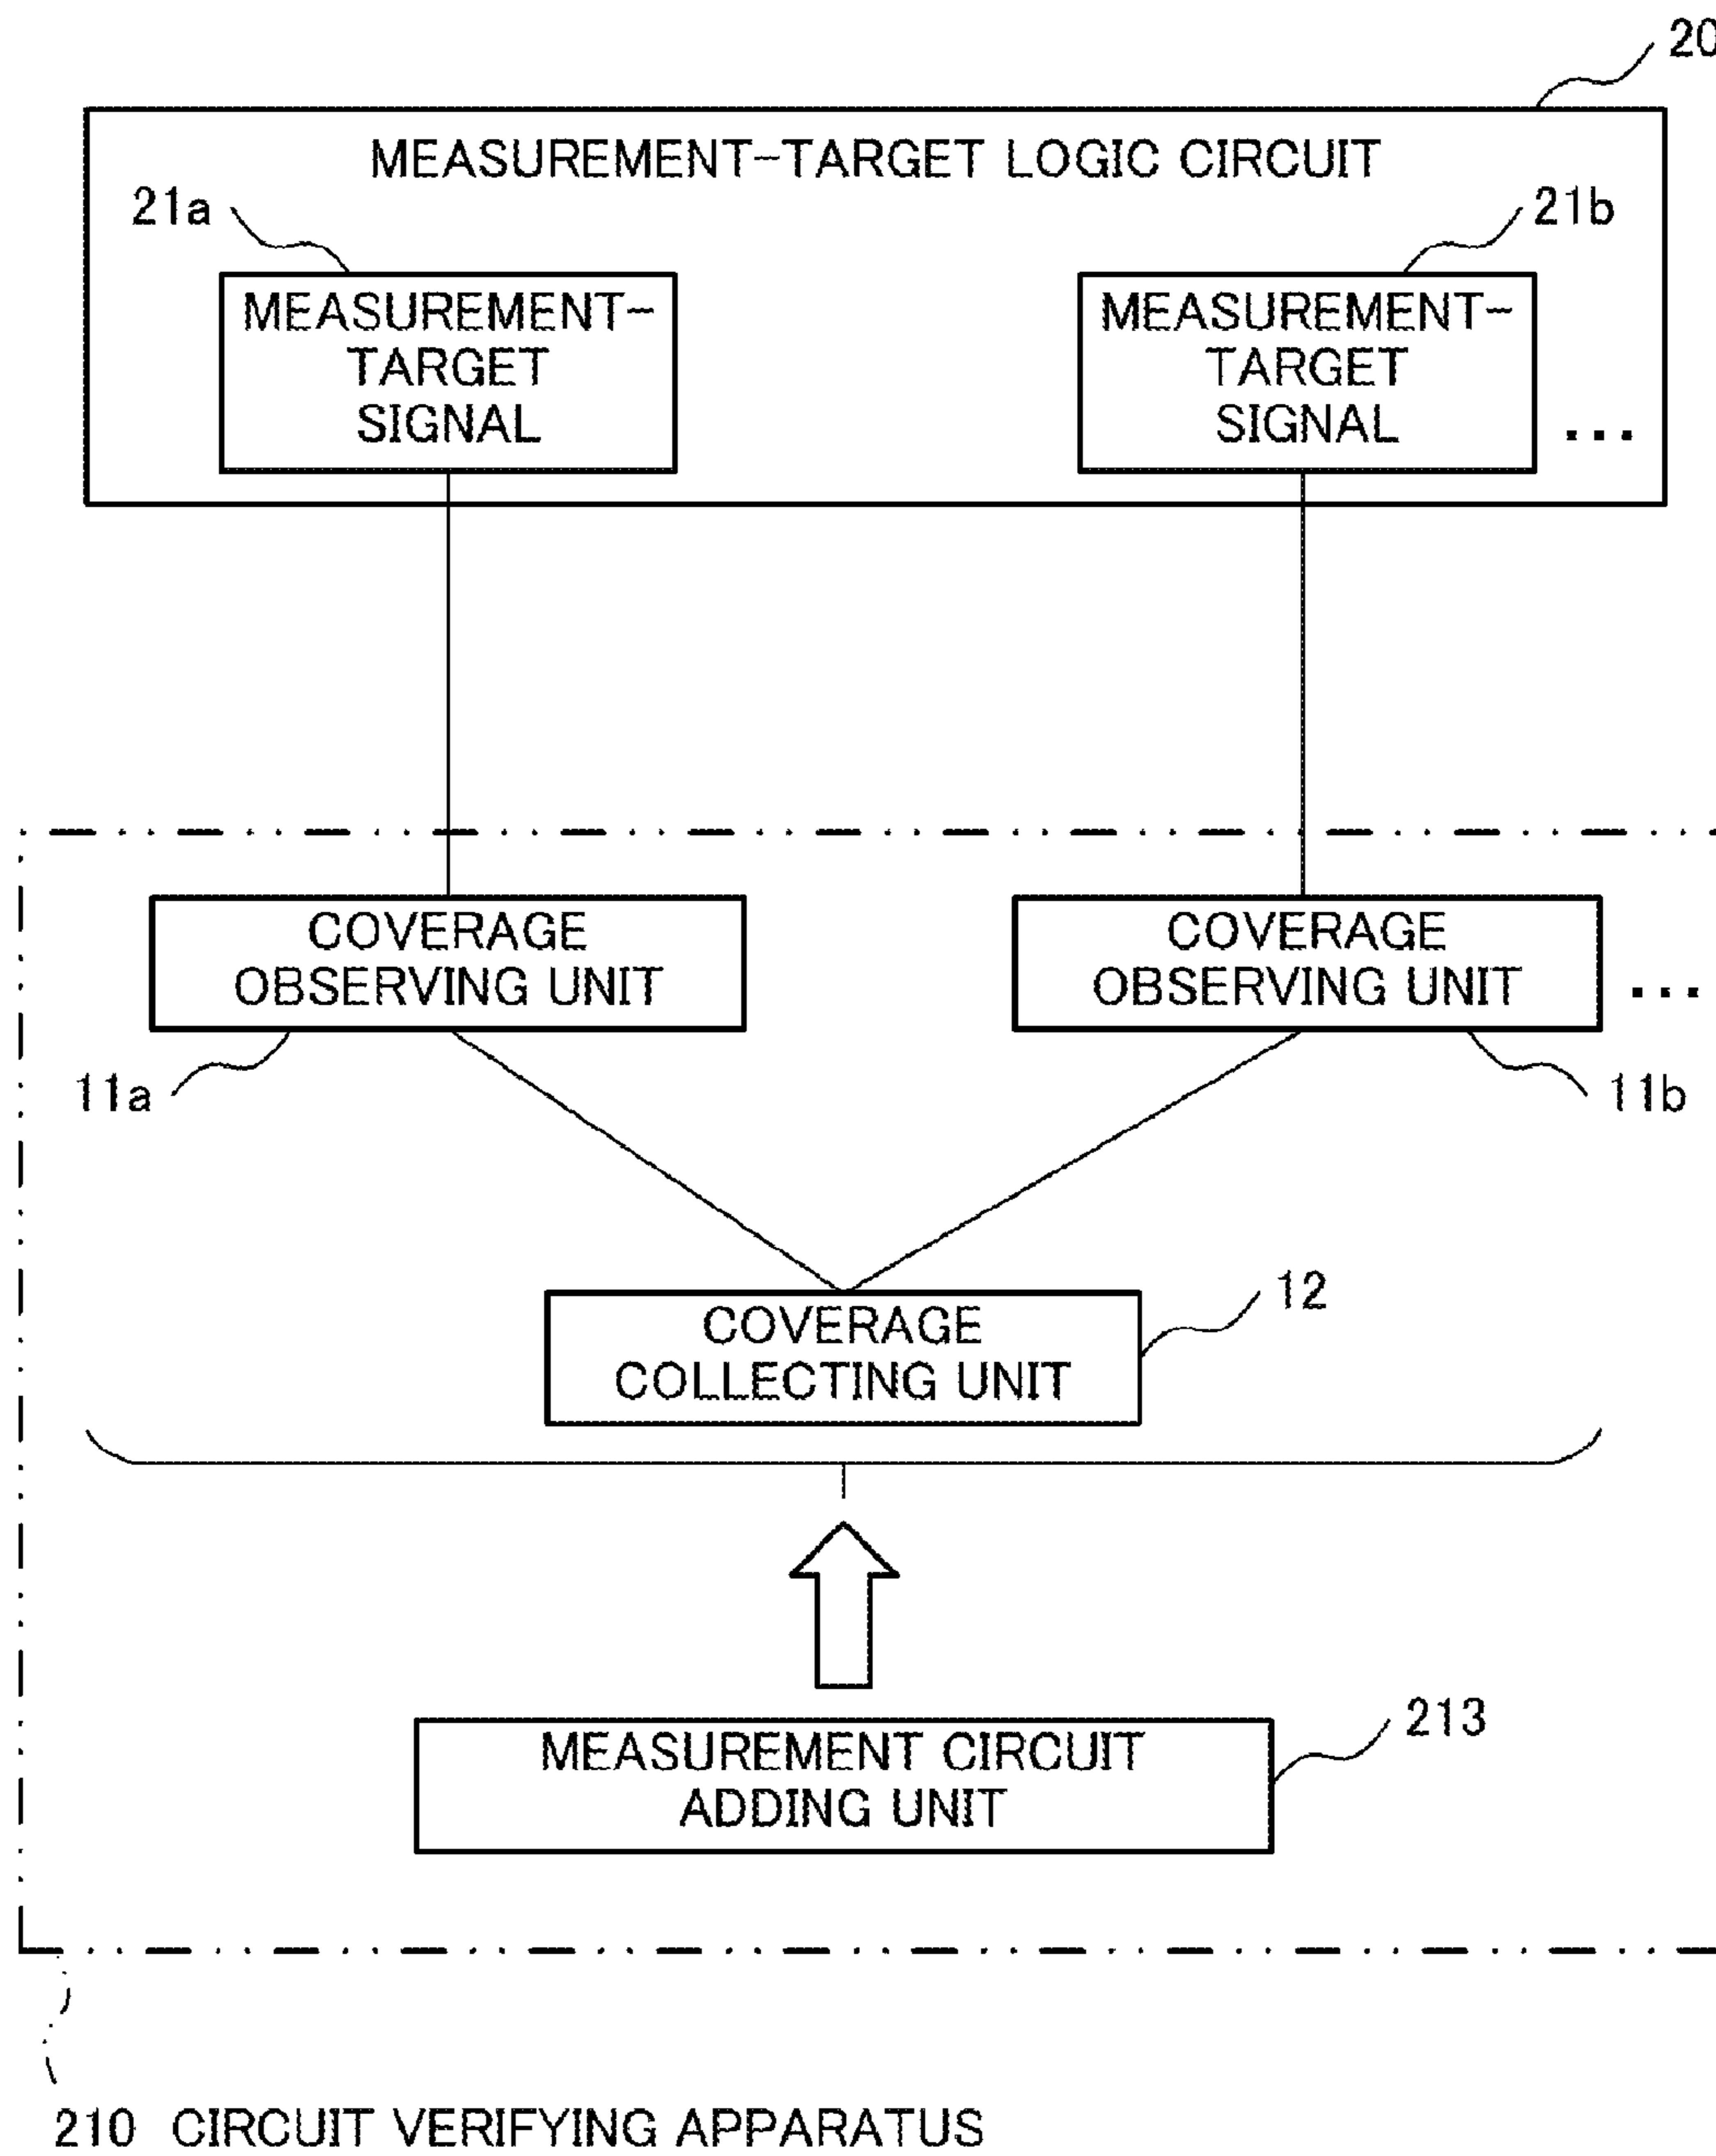 20
MEASUREMENT-TARGET LOGIC CIRCUIT
21a
21b
MEASUREMENT-
TARGET
SIGNAL
MEASUREMENT-
TARGET
SIGNAL
...
COVERAGE
OBSERVING UNIT
COVERAGE
OBSERVING UNIT
...
11a
11b
12
COVERAGE
COLLECTING UNIT
213
MEASUREMENT CIRCUIT
ADDING UNIT
210 CIRCUIT VERIFYING APPARATUS